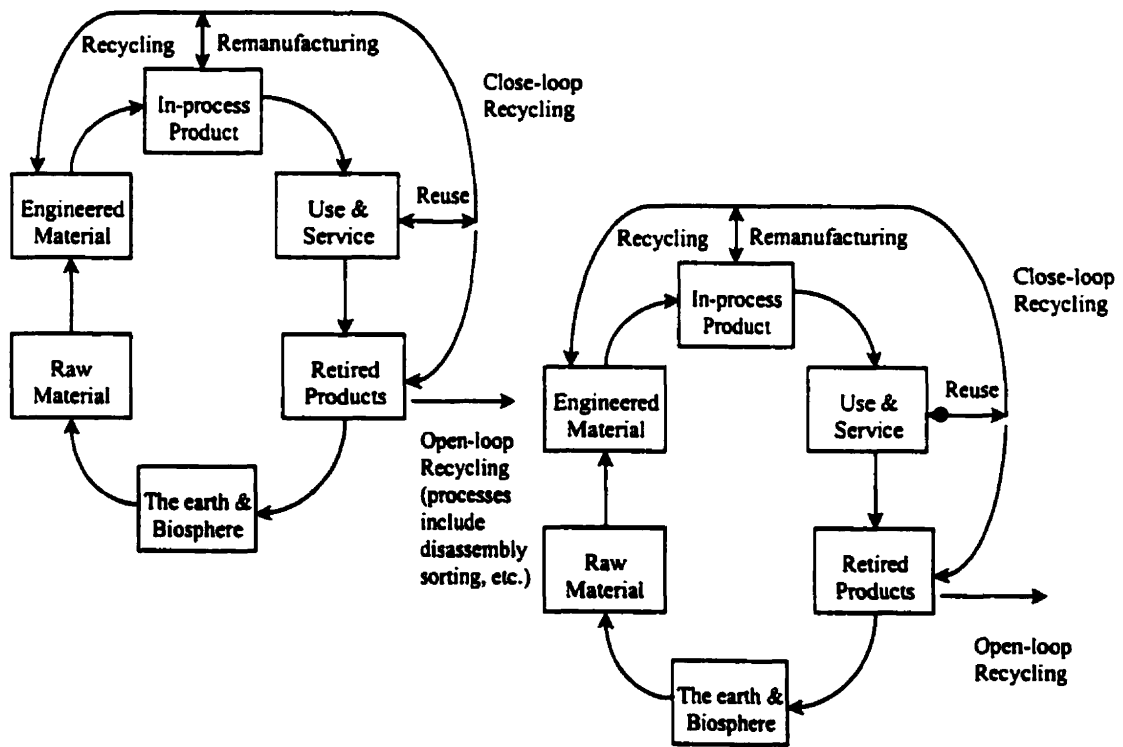 Recycling
Remanufacturing
In-process
Product
Close-loop
Recycling
Engineered
Material
Use &
Service
Reuse
Raw
Material
Retired
Products
Open-loop
Recycling
(processes
include
disassembly
sorting, etc.)
The earth &
Biosphere
Recycling
Remanufacturing
In-process
Product
Close-loop
Recycling
Engineered
Material
Use &
Service
Reuse
Raw
Material
Retired
Products
Open-loop
Recycling
The earth &
Biosphere